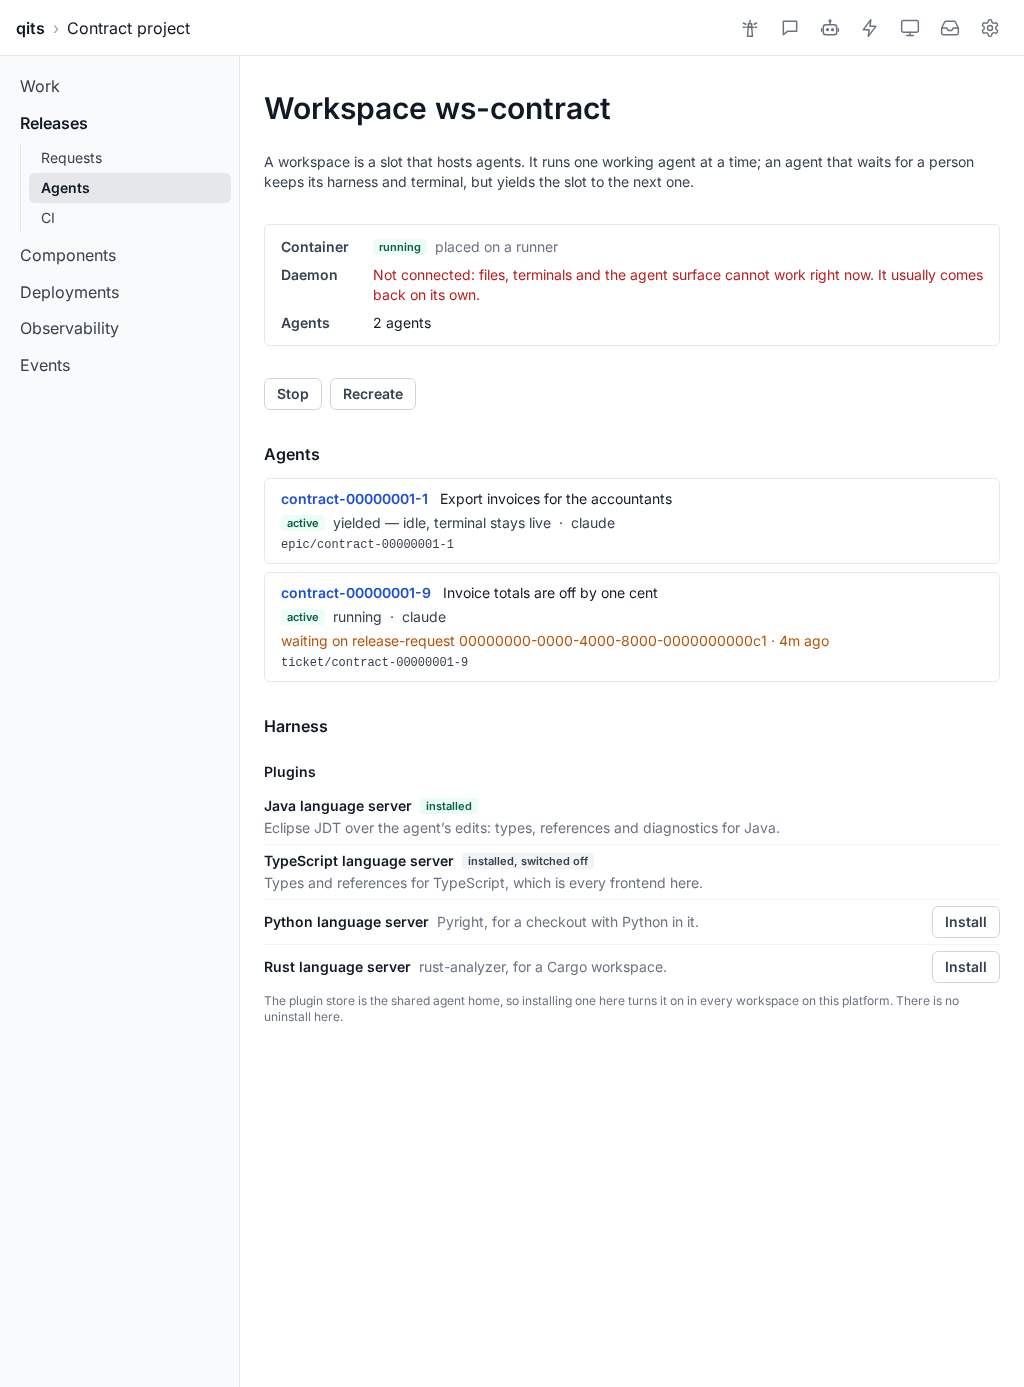 qits › Contract project
Work
Releases
Requests
Agents
CI
Components
Deployments
Observability
Events
Workspace ws-contract
A workspace is a slot that hosts agents. It runs one working agent at a time; an agent that waits for a person
keeps its harness and terminal, but yields the slot to the next one.
Container running placed on a runner
Daemon Not connected: files, terminals and the agent surface cannot work right now. It usually comes
back on its own.
Agents 2 agents
Stop Recreate
Agents
contract-00000001-1 Export invoices for the accountants
active yielded — idle, terminal stays live · claude
epic/contract-00000001-1
contract-00000001-9 Invoice totals are off by one cent
active running · claude
waiting on release-request 00000000-0000-4000-8000-0000000000c1 · 4m ago
ticket/contract-00000001-9
Harness
Plugins
Java language server installed
Eclipse JDT over the agent’s edits: types, references and diagnostics for Java.
TypeScript language server installed, switched off
Types and references for TypeScript, which is every frontend here.
Python language server Pyright, for a checkout with Python in it. Install
Rust language server rust-analyzer, for a Cargo workspace. Install
The plugin store is the shared agent home, so installing one here turns it on in every workspace on this platform. There is no
uninstall here.